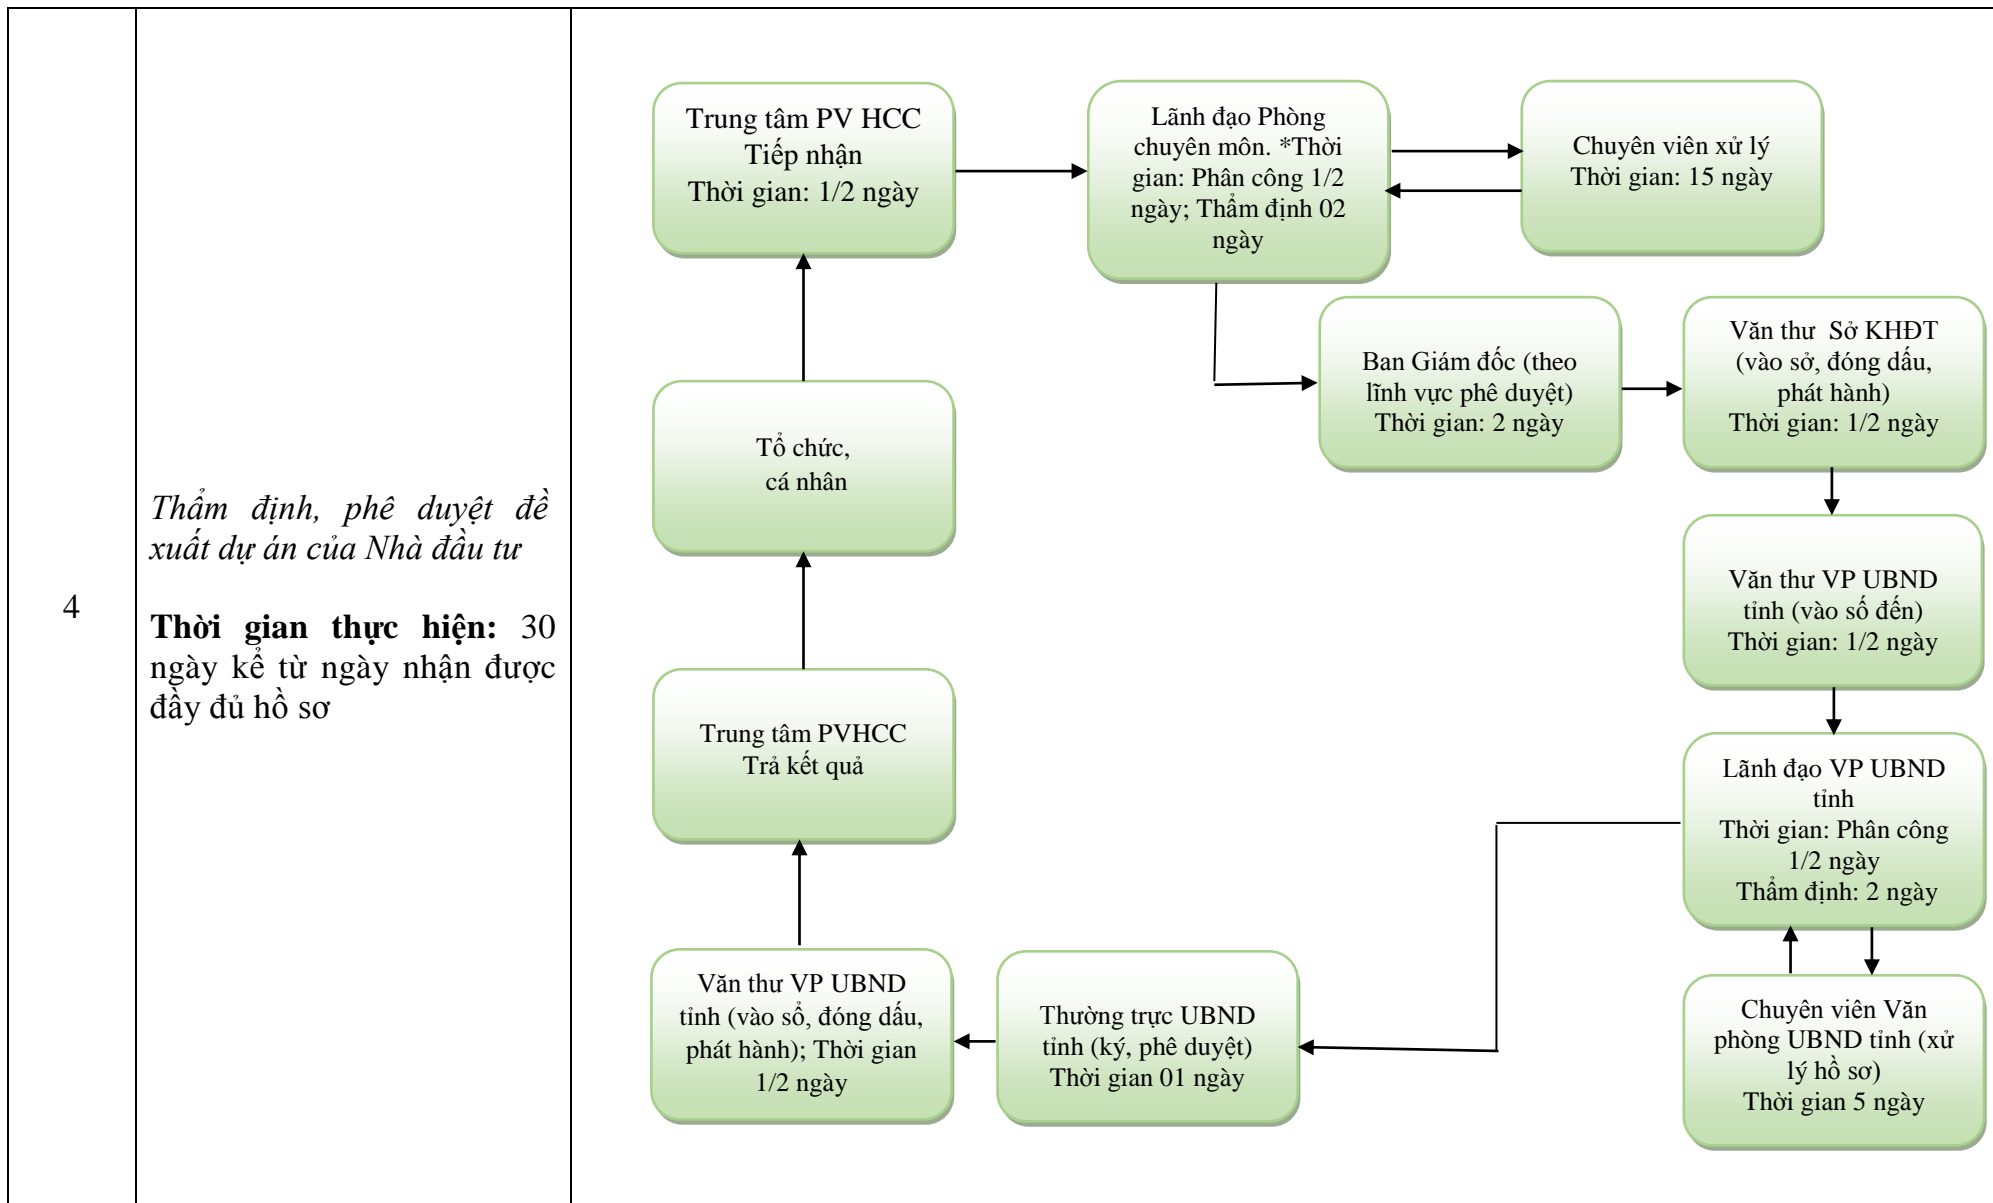 4
Thẩm định, phê duyệt đề
xuất dự án của Nhà đầu tư
Thời gian thực hiện: 30
ngày kể từ ngày nhận được
đầy đủ hồ sơ
Trung tâm PV HCC
Tiếp nhận
Thời gian: 1/2 ngày
Lãnh đạo Phòng
chuyên môn. *Thời
gian: Phân công 1/2
ngày; Thẩm định 02
ngày
Chuyên viên xử lý
Thời gian: 15 ngày
Ban Giám đốc (theo
lĩnh vực phê duyệt)
Thời gian: 2 ngày
Văn thư Sở KHĐT
(vào sở, đóng dấu,
phát hành)
Thời gian: 1/2 ngày
Tổ chức,
cá nhân
Văn thư VP UBND
tỉnh (vào số đến)
Thời gian: 1/2 ngày
Trung tâm PVHCC
Trả kết quả
Lãnh đạo VP UBND
tỉnh
Thời gian: Phân công
1/2 ngày
Thẩm định: 2 ngày
Văn thư VP UBND
tỉnh (vào sổ, đóng dấu,
phát hành); Thời gian
1/2 ngày
Thường trực UBND
tỉnh (ký, phê duyệt)
Thời gian 01 ngày
Chuyên viên Văn
phòng UBND tỉnh (xử
lý hồ sơ)
Thời gian 5 ngày